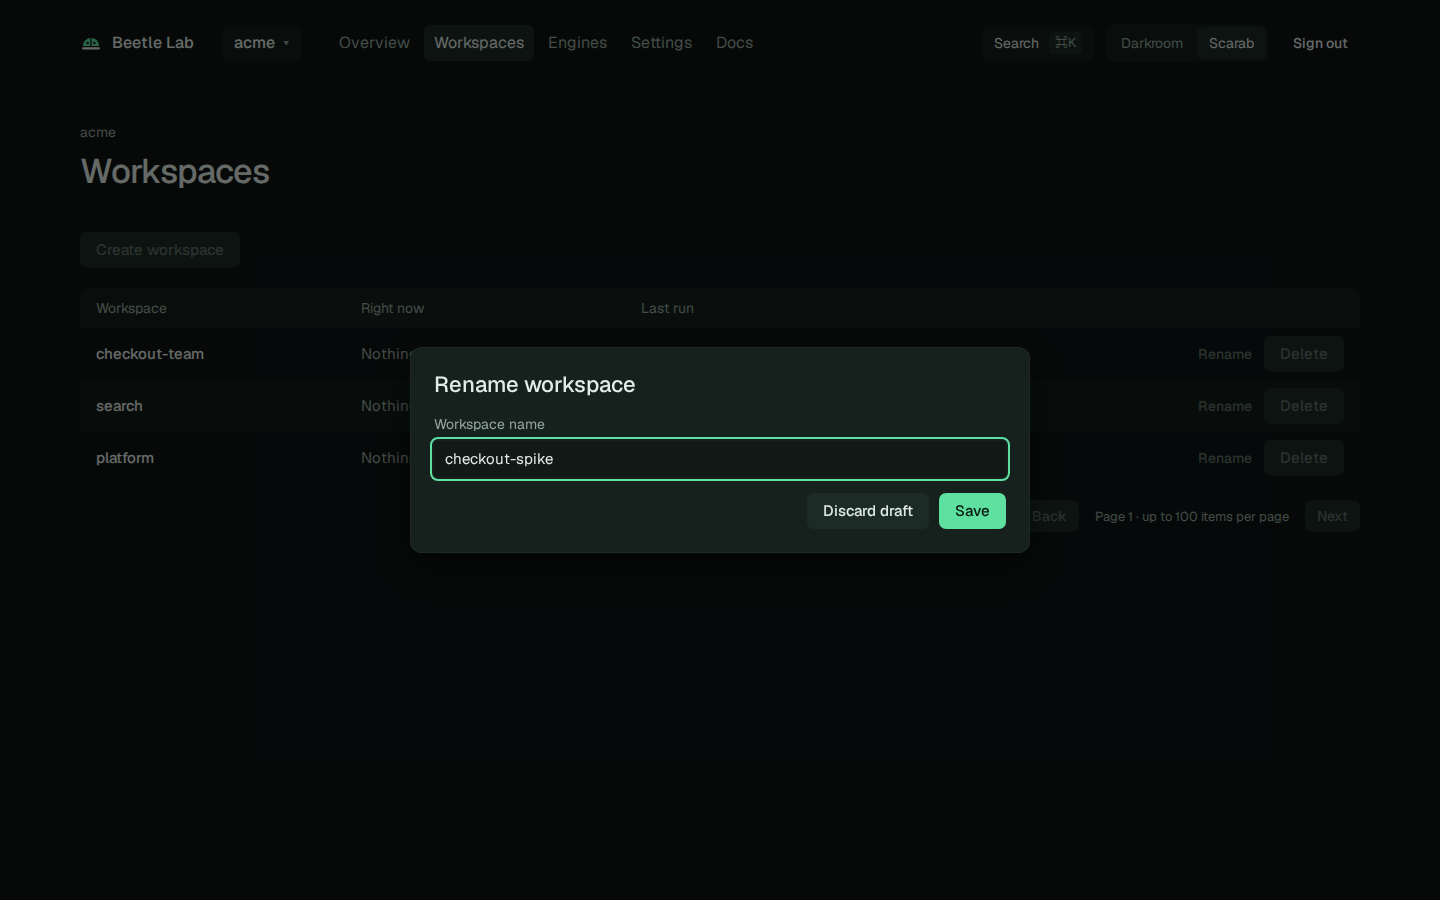 Beetle Lab acme Overview Workspaces Engines Settings Docs Search ⌘K Darkroom Scarab Sign out
acme
Workspaces
Create workspace
Workspace Right now Last run
checkout-team Rename Delete
search Rename Delete
platform Rename Delete
Back Page 1 · up to 100 items per page Next
Rename workspace
Workspace name
checkout-spike
Discard draft Save